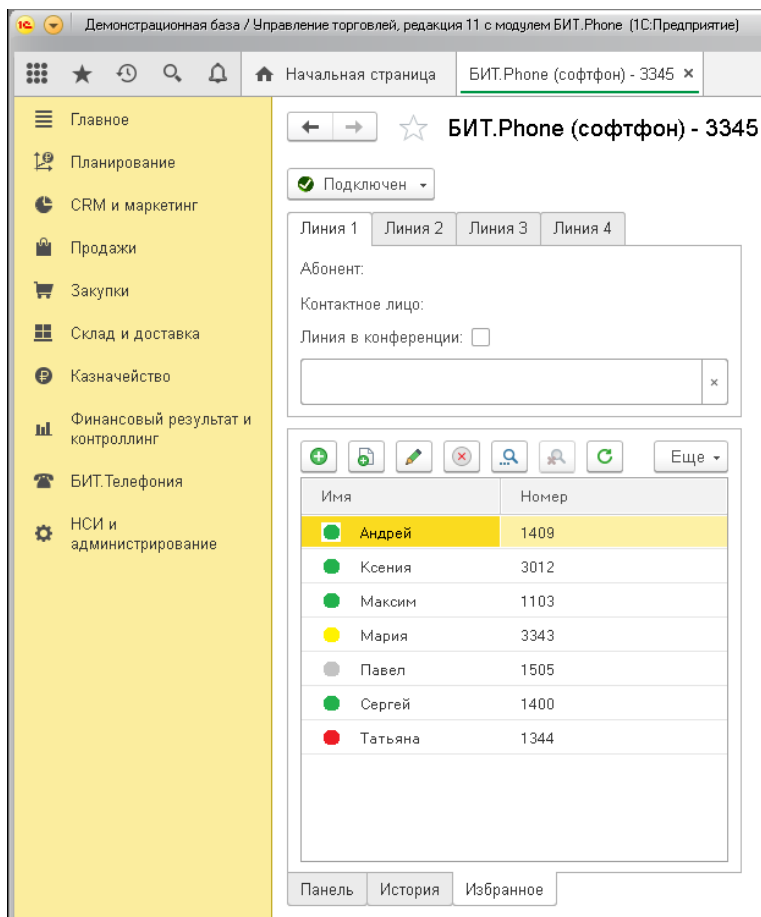 1С Демонстрационная база / Управление торговлей, редакция 11 с модулем БИТ.Phone (1С:Предприятие)
Начальная страница БИТ.Phone (софтфон) - 3345 ×
Главное
Планирование
CRM и маркетинг
Продажи
Закупки
Склад и доставка
Казначейство
Финансовый результат и
контроллинг
БИТ.Телефония
НСИ и
администрирование
БИТ.Phone (софтфон) - 3345
Подключен
Линия 1 Линия 2 Линия 3 Линия 4
Абонент:
Контактное лицо:
Линия в конференции:
×
Еще
Имя Номер
Андрей 1409
Ксения 3012
Максим 1103
Мария 3343
Павел 1505
Сергей 1400
Татьяна 1344
Панель История Избранное